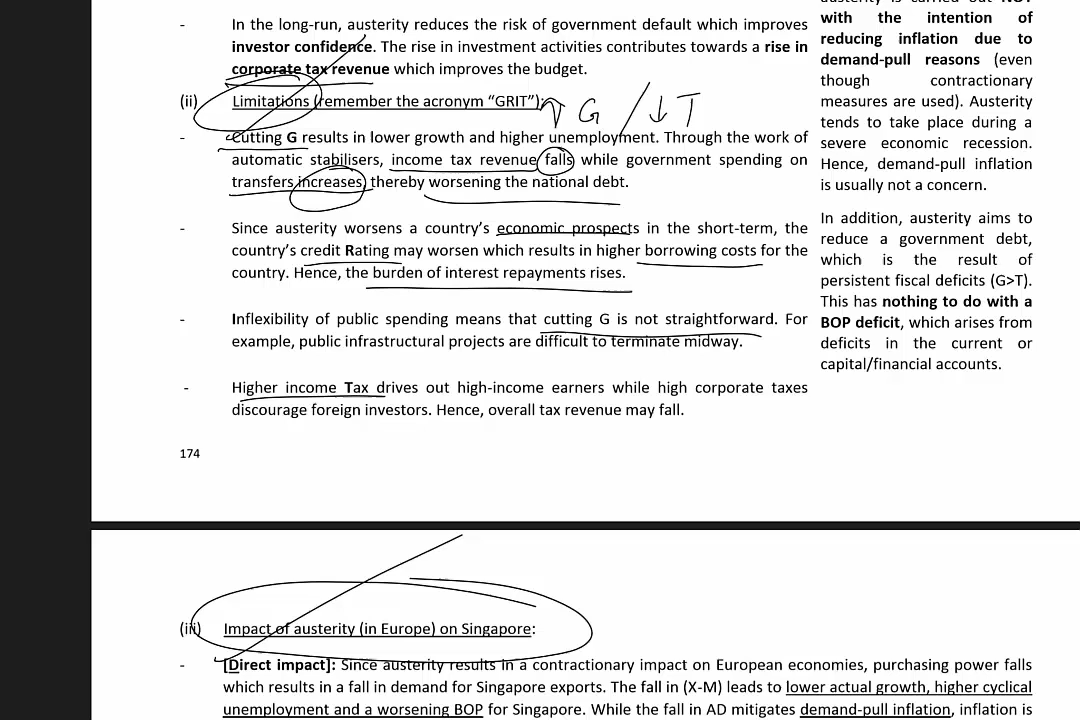 - In the long-run, austerity reduces the risk of government default which improves
investor confidence. The rise in investment activities contributes towards a rise in
corporate tax revenue which improves the budget.
(ii) Limitations (remember the acronym "GRIT"):
↑ G / ↓ T
- Cutting G results in lower growth and higher unemployment. Through the work of
automatic stabilisers, income tax revenue falls while government spending on
transfers increases, thereby worsening the national debt.
- Since austerity worsens a country's economic prospects in the short-term, the
country's credit Rating may worsen which results in higher borrowing costs for the
country. Hence, the burden of interest repayments rises.
- Inflexibility of public spending means that cutting G is not straightforward. For
example, public infrastructural projects are difficult to terminate midway.
- Higher income Tax drives out high-income earners while high corporate taxes
discourage foreign investors. Hence, overall tax revenue may fall.
174
austerity is carried out NOT
with the intention of
reducing inflation due to
demand-pull reasons (even
though contractionary
measures are used). Austerity
tends to take place during a
severe economic recession.
Hence, demand-pull inflation
is usually not a concern.
In addition, austerity aims to
reduce a government debt,
which is the result of
persistent fiscal deficits (G>T).
This has nothing to do with a
BOP deficit, which arises from
deficits in the current or
capital/financial accounts.
(iii) Impact of austerity (in Europe) on Singapore:
- [Direct impact]: Since austerity results in a contractionary impact on European economies, purchasing power falls
which results in a fall in demand for Singapore exports. The fall in (X-M) leads to lower actual growth, higher cyclical
unemployment and a worsening BOP for Singapore. While the fall in AD mitigates demand-pull inflation, inflation is